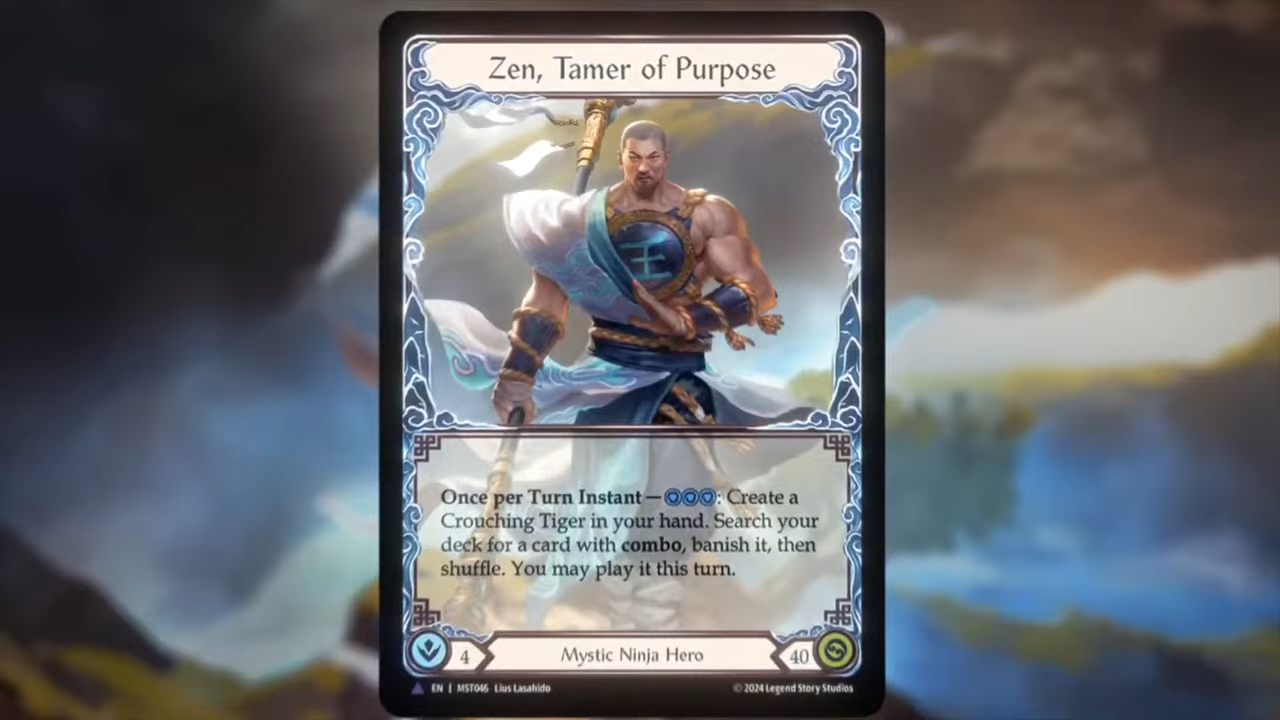 Zen, Tamer of Purpose
王
Once per Turn Instant — : Create a
Crouching Tiger in your hand. Search your
deck for a card with combo, banish it, then
shuffle. You may play it this turn.
4 Mystic Ninja Hero 40
EN | MST046 Lius Lasahido © 2024 Legend Story Studios